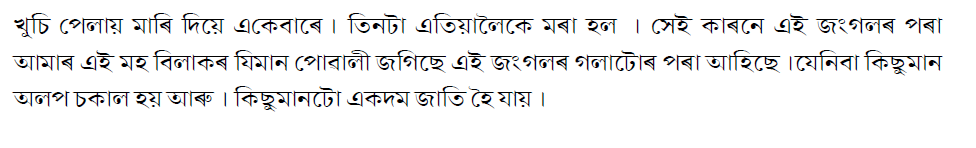 খুচি পেলায় মাৰি দিয়ে একেবাৰে। তিনটা এতিয়ালৈকে মৰা হল । সেই কাৰনে এই জংগলৰ পৰা
আমাৰ এই মহ বিলাকৰ যিমান পোৱালী জগিছে এই জংগলৰ গলাটোৰ পৰা আহিছে ।যেনিবা কিছুমান
অলপ চকাল হয় আৰু । কিছুমানটো একদম জাতি হৈ যায় ।